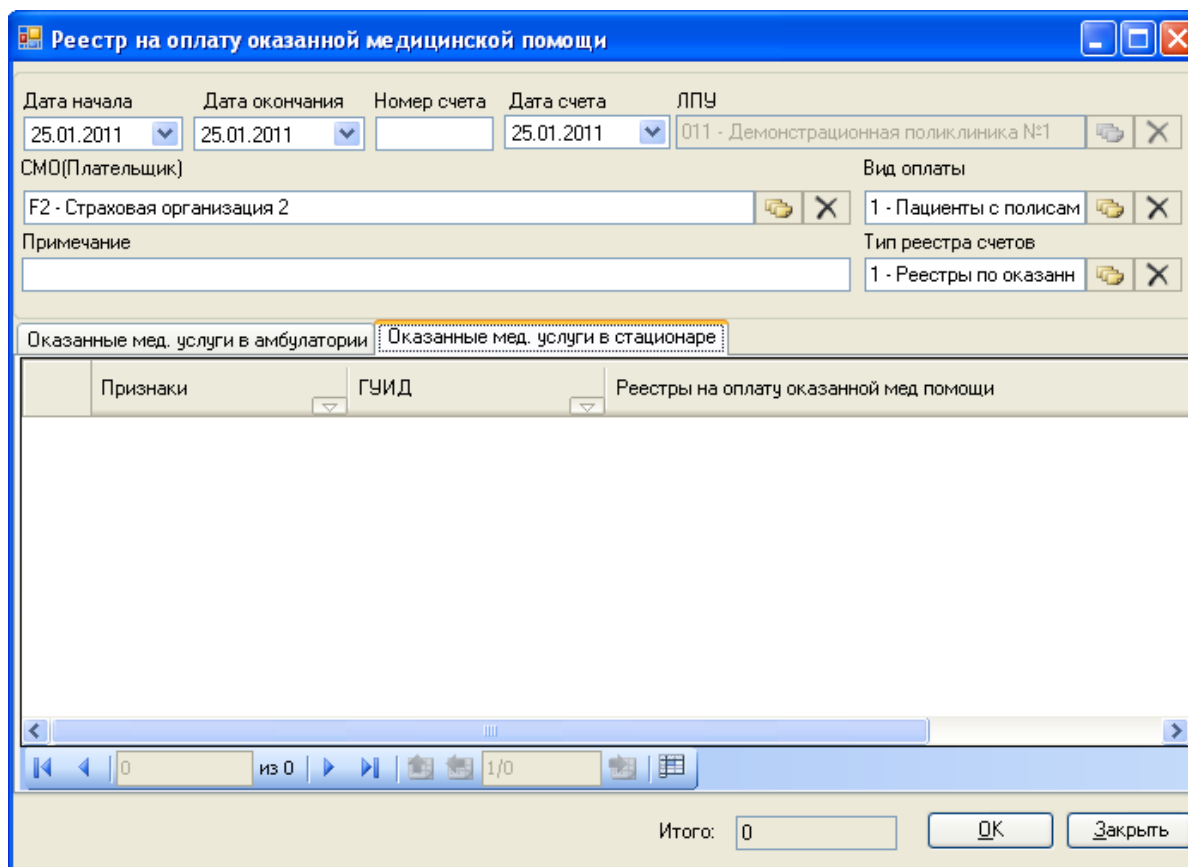 Реестр на оплату оказанной медицинской помощи
Дата начала Дата окончания Номер счета Дата счета ЛПУ
25.01.2011 25.01.2011 25.01.2011 011 - Демонстрационная поликлиника №1
СМО(Плательщик) Вид оплаты
F2 - Страховая организация 2 1 - Пациенты с полисам
Примечание Тип реестра счетов
1 - Реестры по оказанн
Оказанные мед. услуги в амбулатории Оказанные мед. услуги в стационаре
Признаки ГУИД Реестры на оплату оказанной мед помощи
0 из 0 1/0
Итого: 0 OK Закрыть